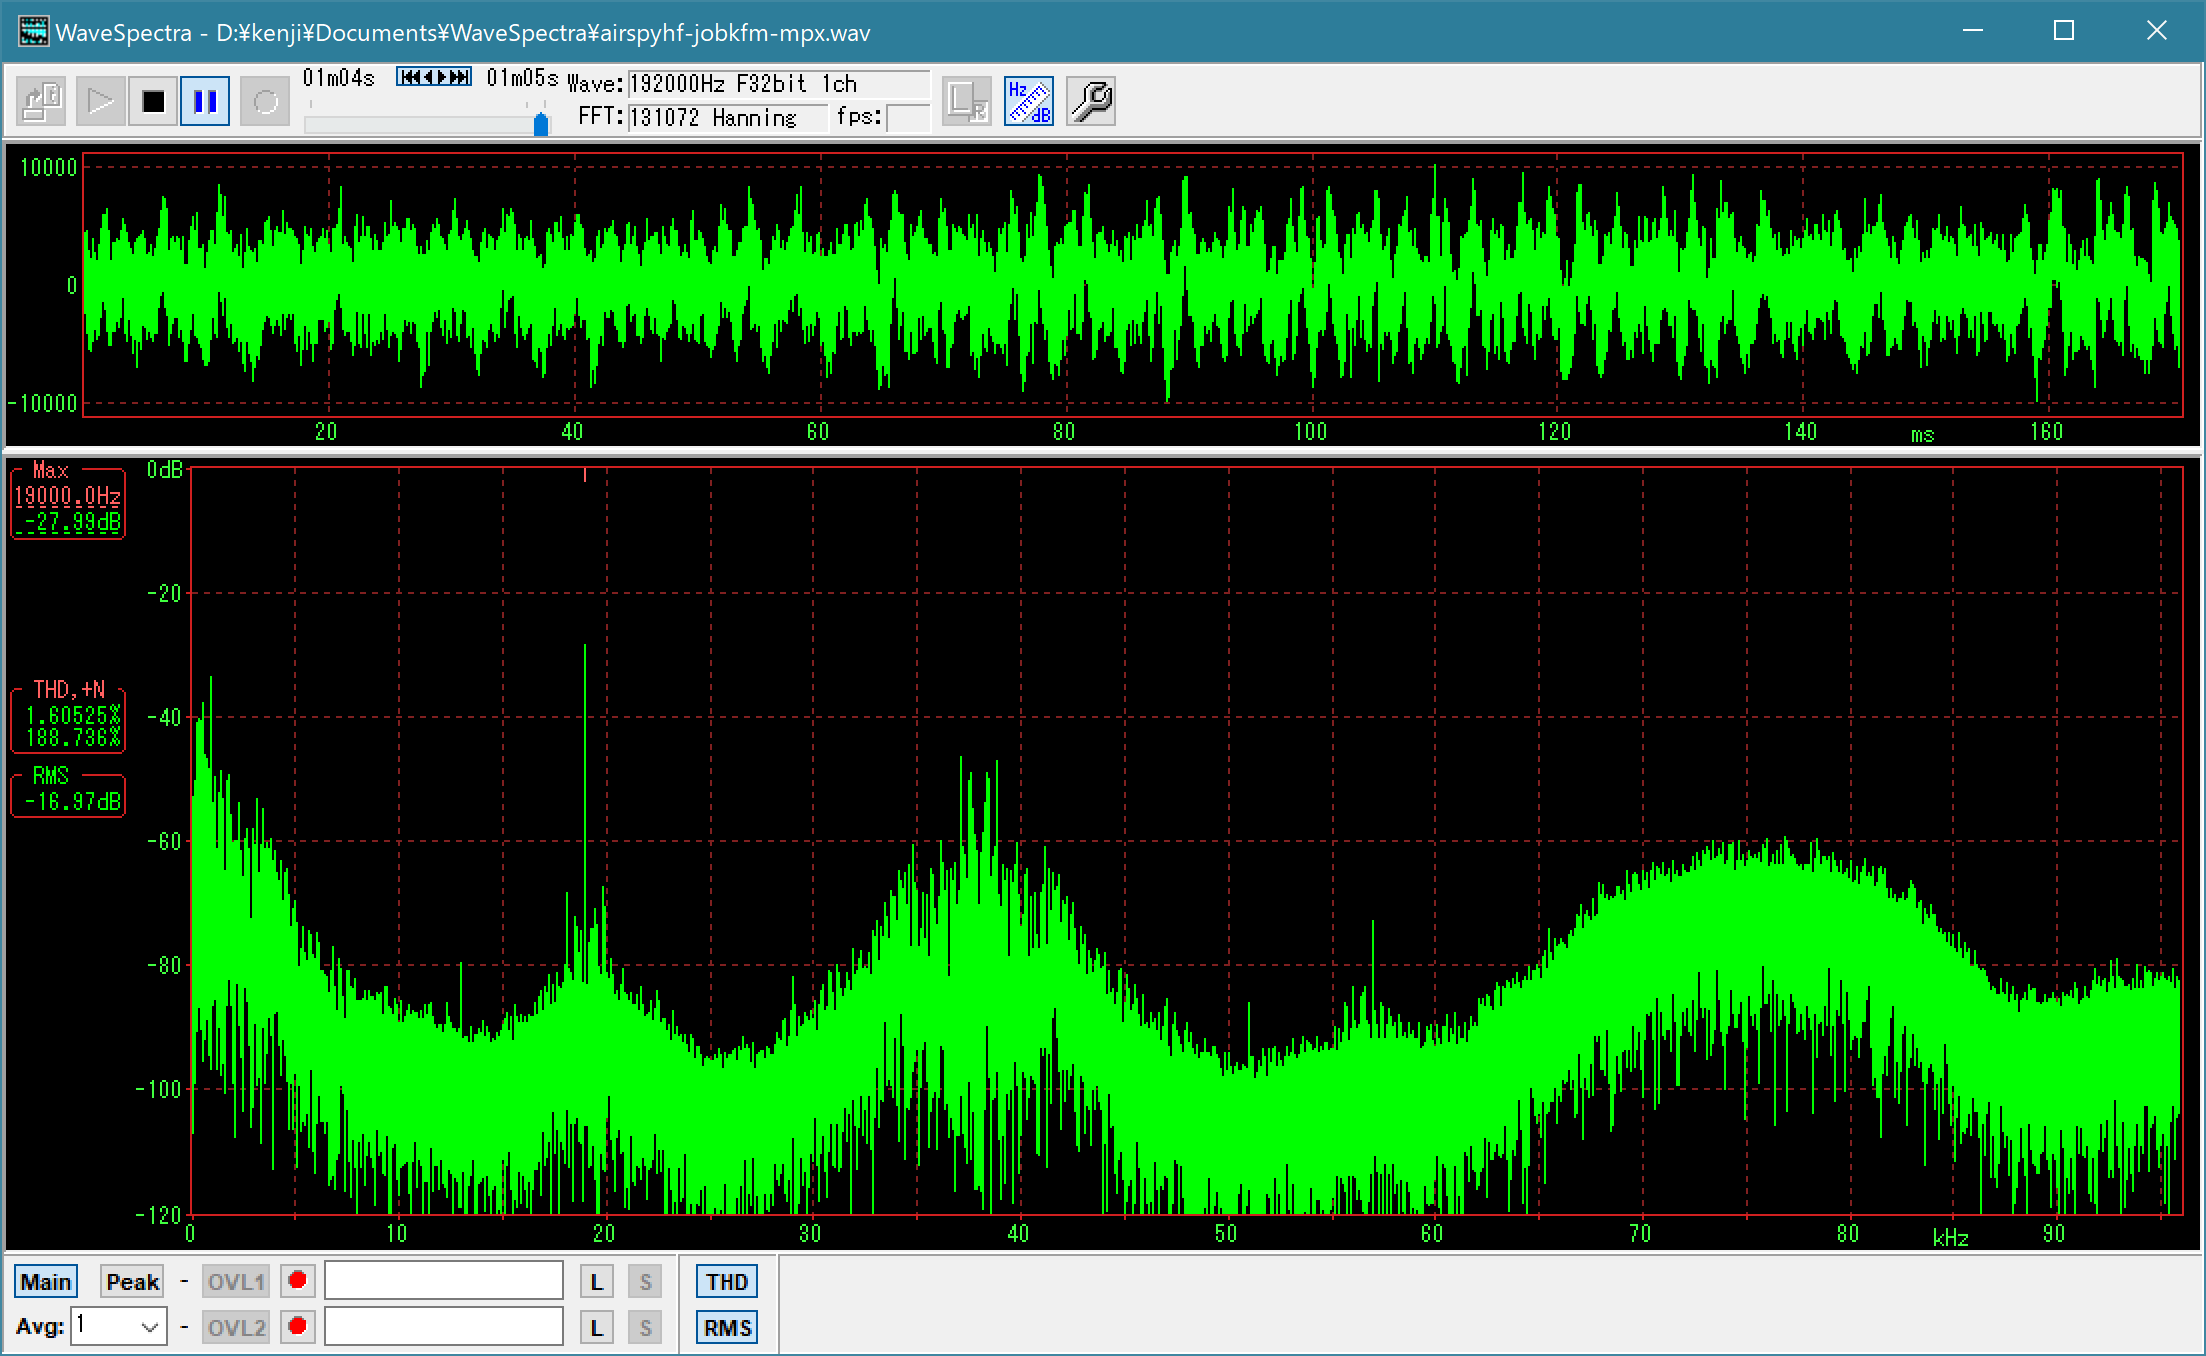 WaveSpectra - D:¥kenji¥Documents¥WaveSpectra¥airspyhf-jobkfm-mpx.wav
01m04s 01m05s Wave: 192000Hz F32bit 1ch
FFT: 131072 Hanning fps:
L R
Hz dB
10000
0
-10000
20 40 60 80 100 120 140 ms 160
Max
19000.0Hz
-27.99dB
THD,+N
1.60525%
188.736%
RMS
-16.97dB
0dB
-20
-40
-60
-80
-100
-120
0 10 20 30 40 50 60 70 80 kHz 90
Main Peak - OVL1 L S THD
Avg: 1 - OVL2 L S RMS